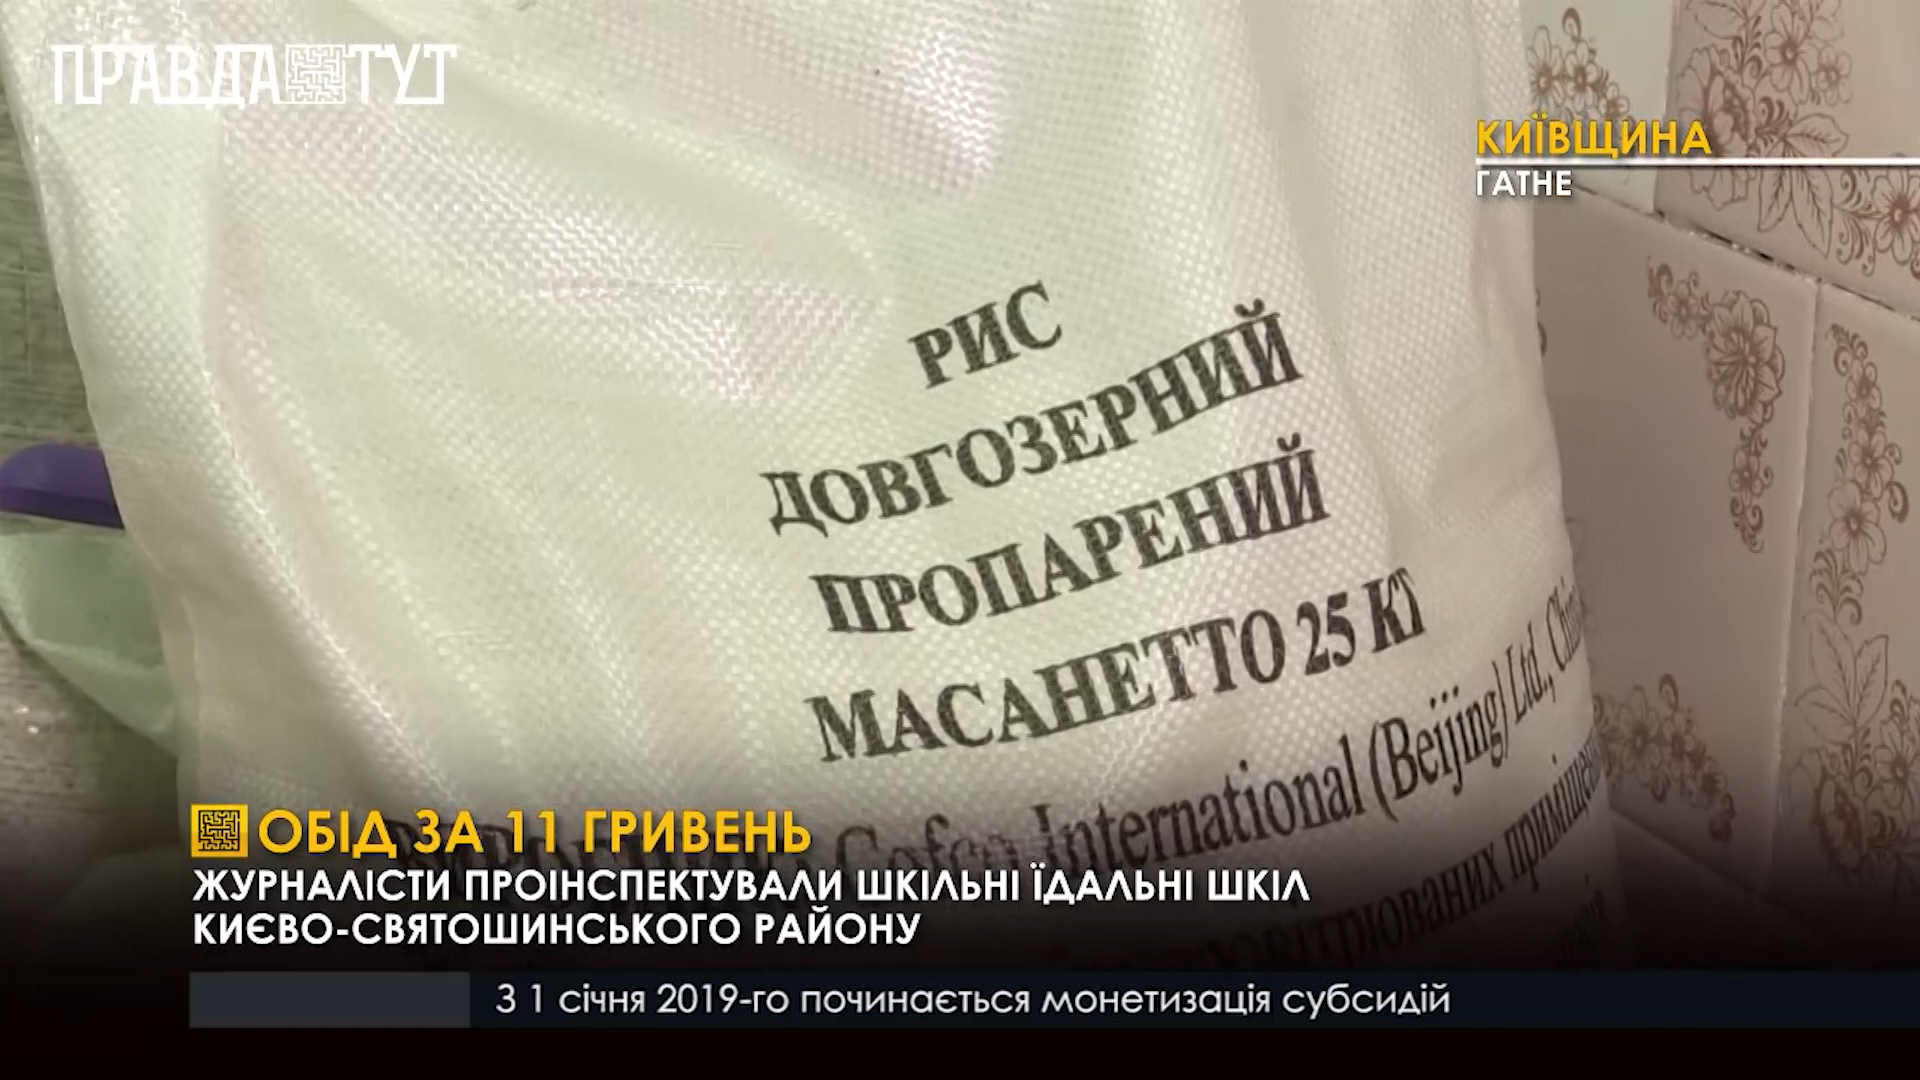 ПРАВДА ТУТ
КИЇВЩИНА
ГАТНЕ
РИС
ДОВГОЗЕРНИЙ
ПРОПАРЕНИЙ
МАСАНЕТТО 25 КГ
Cofco International (Beijing) Ltd.,
ОБІД ЗА 11 ГРИВЕНЬ
ЖУРНАЛІСТИ ПРОІНСПЕКТУВАЛИ ШКІЛЬНІ ЇДАЛЬНІ ШКІЛ
КИЄВО-СВЯТОШИНСЬКОГО РАЙОНУ
З 1 січня 2019-го починається монетизація субсидій